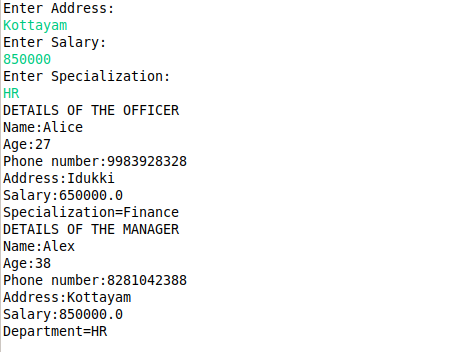 Enter Address:
Kottayam
Enter Salary:
850000
Enter Specialization:
HR
DETAILS OF THE OFFICER
Name:Alice
Age:27
Phone number:9983928328
Address:Idukki
Salary:650000.0
Specialization=Finance
DETAILS OF THE MANAGER
Name:Alex
Age:38
Phone number:8281042388
Address:Kottayam
Salary:850000.0
Department=HR